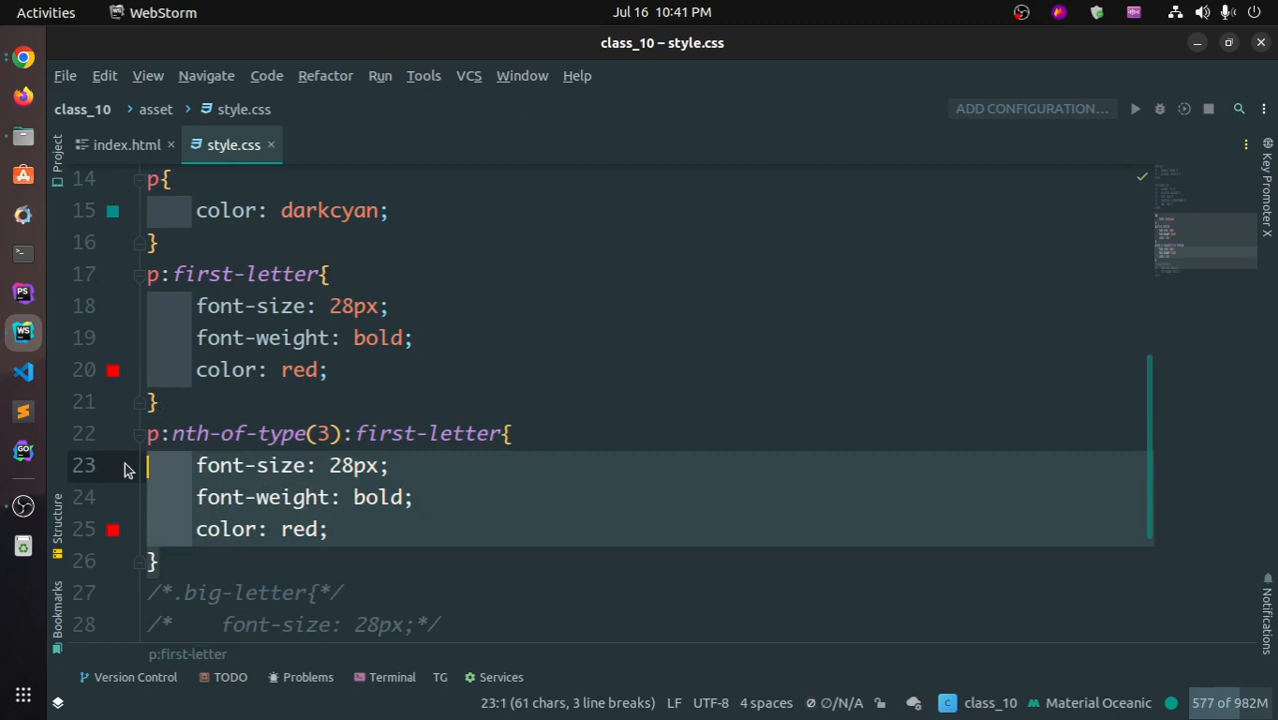 Activities WebStorm Jul 16 10:41 PM
class_10 – style.css
File Edit View Navigate Code Refactor Run Tools VCS Window Help
class_10 asset style.css ADD CONFIGURATION...
index.html style.css
Project
Key Promoter X
14 p{
15 color: darkcyan;
16 }
17 p:first-letter{
18 font-size: 28px;
19 font-weight: bold;
20 color: red;
21 }
22 p:nth-of-type(3):first-letter{
23 font-size: 28px;
24 font-weight: bold;
25 color: red;
26 }
27 /*.big-letter{*/
28 /* font-size: 28px;*/
Structure
Bookmarks
Notifications
p:first-letter
Version Control TODO Problems Terminal TG Services
23:1 (61 chars, 3 line breaks) LF UTF-8 4 spaces ∅/N/A class_10 Material Oceanic 577 of 982M